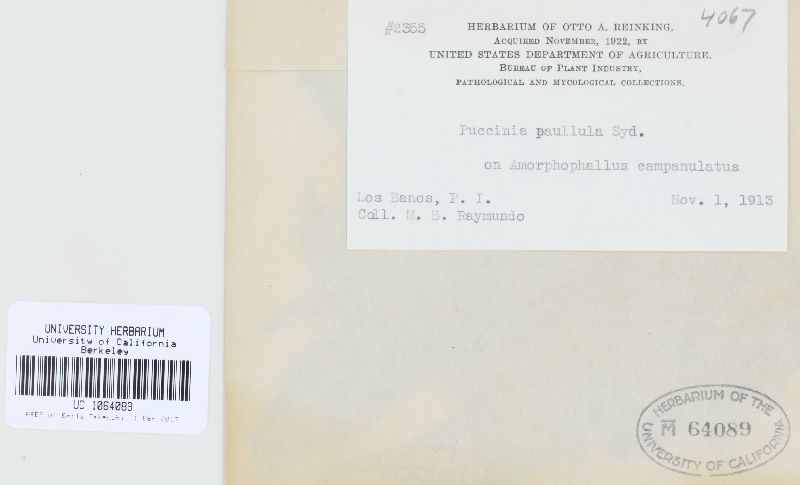 #2355
4067
HERBARIUM OF OTTO A. REINKING.
ACQUIRED NOVEMBER, 1922, BY
UNITED STATES DEPARTMENT OF AGRICULTURE.
BUREAU OF PLANT INDUSTRY,
PATHOLOGICAL AND MYCOLOGICAL COLLECTIONS.
Puccinia paullula Syd.
on Amorphophallus campanulatus
Los Banos, P. I.
Nov. 1, 1913
Coll. M. B. Raymundo
UNIVERSITY HERBARIUM
University of California
Berkeley
UC 1064089
HERBARIUM OF THE
M 64089
UNIVERSITY OF CALIFORNIA